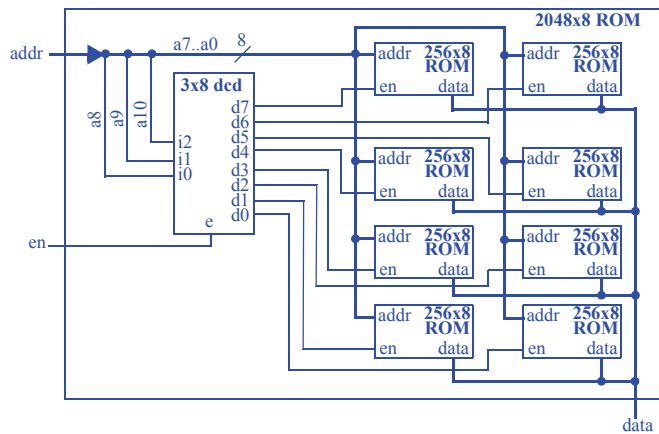 2048x8 ROM
addr
a7..a0
8
3x8 dcd
a8
a9
a10
d7
d6
d5
d4
d3
d2
d1
d0
i2
i1
i0
e
en
addr 256x8
ROM
en data
addr 256x8
ROM
en data
addr 256x8
ROM
en data
addr 256x8
ROM
en data
addr 256x8
ROM
en data
addr 256x8
ROM
en data
addr 256x8
ROM
en data
addr 256x8
ROM
en data
data